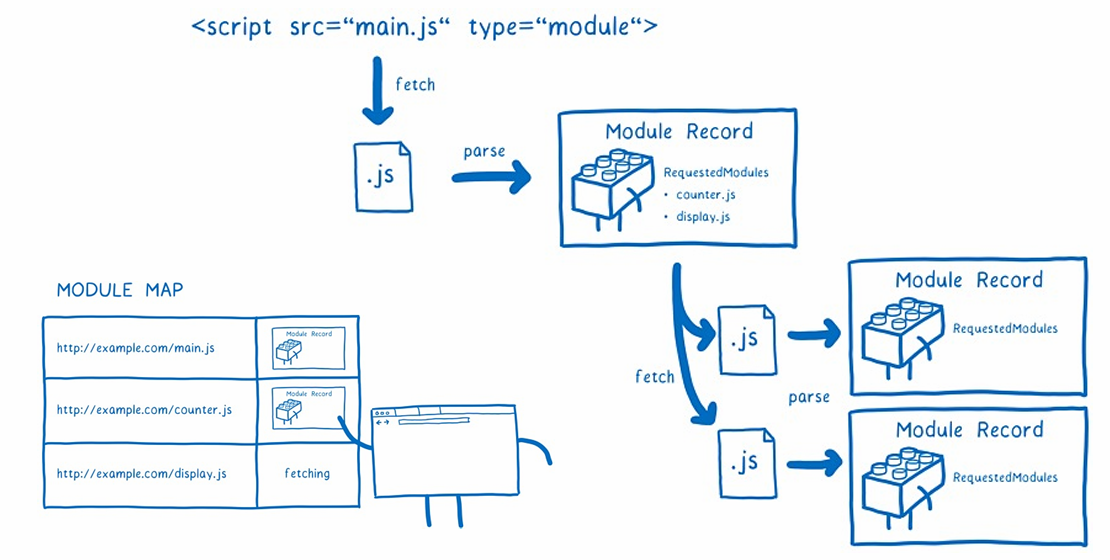 <script src=“main.js“ type=“module“>
fetch
.js
parse
Module Record
RequestedModules
• counter.js
• display.js
MODULE MAP
http://example.com/main.js
Module Record
http://example.com/counter.js
Module Record
http://example.com/display.js
fetching
fetch
.js
parse
Module Record
RequestedModules
.js
Module Record
RequestedModules